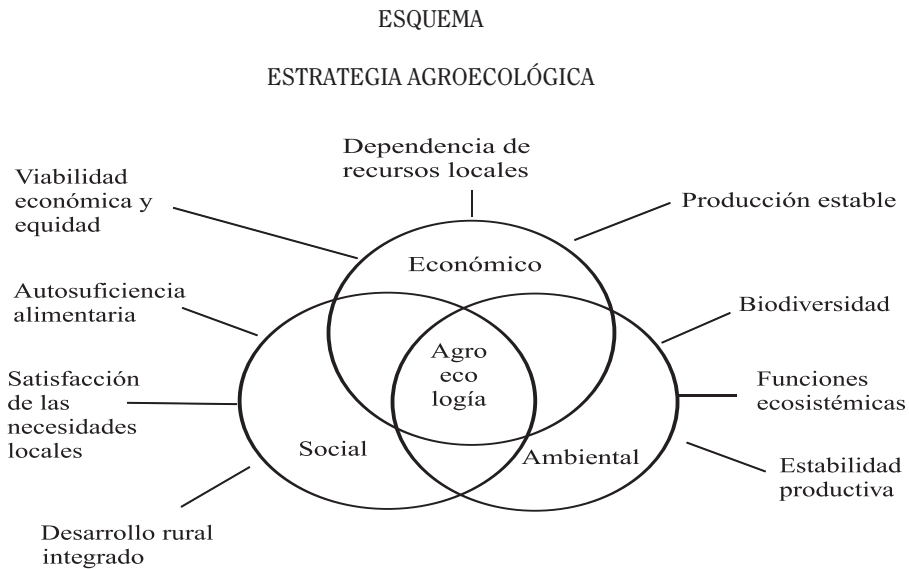 ESQUEMA
ESTRATEGIA AGROECOLÓGICA
Dependencia de
recursos locales
Viabilidad
económica y
equidad
Producción estable
Económico
Autosuficiencia
alimentaria
Biodiversidad
Agro
eco
logía
Satisfacción
de las
necesidades
locales
Funciones
ecosistémicas
Social
Ambiental
Estabilidad
productiva
Desarrollo rural
integrado